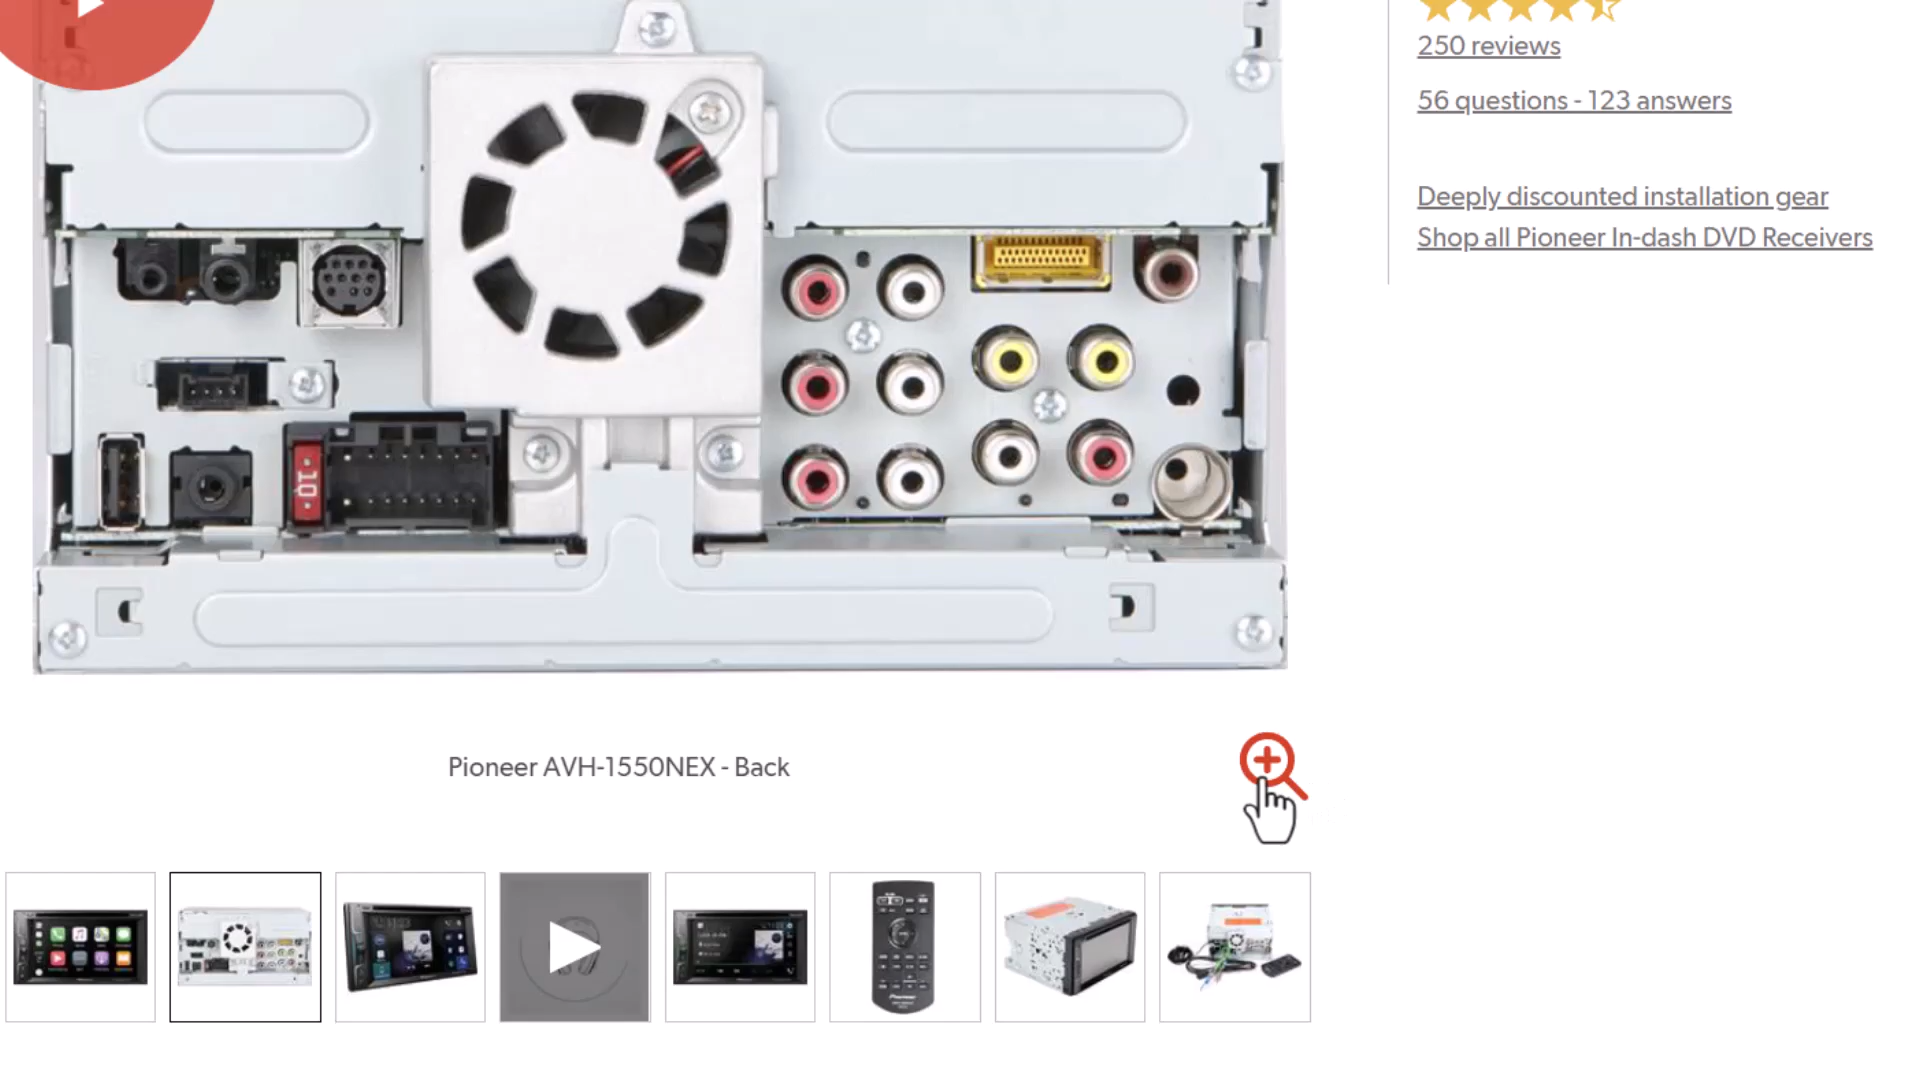 250 reviews
56 questions - 123 answers
Deeply discounted installation gear
Shop all Pioneer In-dash DVD Receivers
10
Pioneer AVH-1550NEX - Back
Pioneer